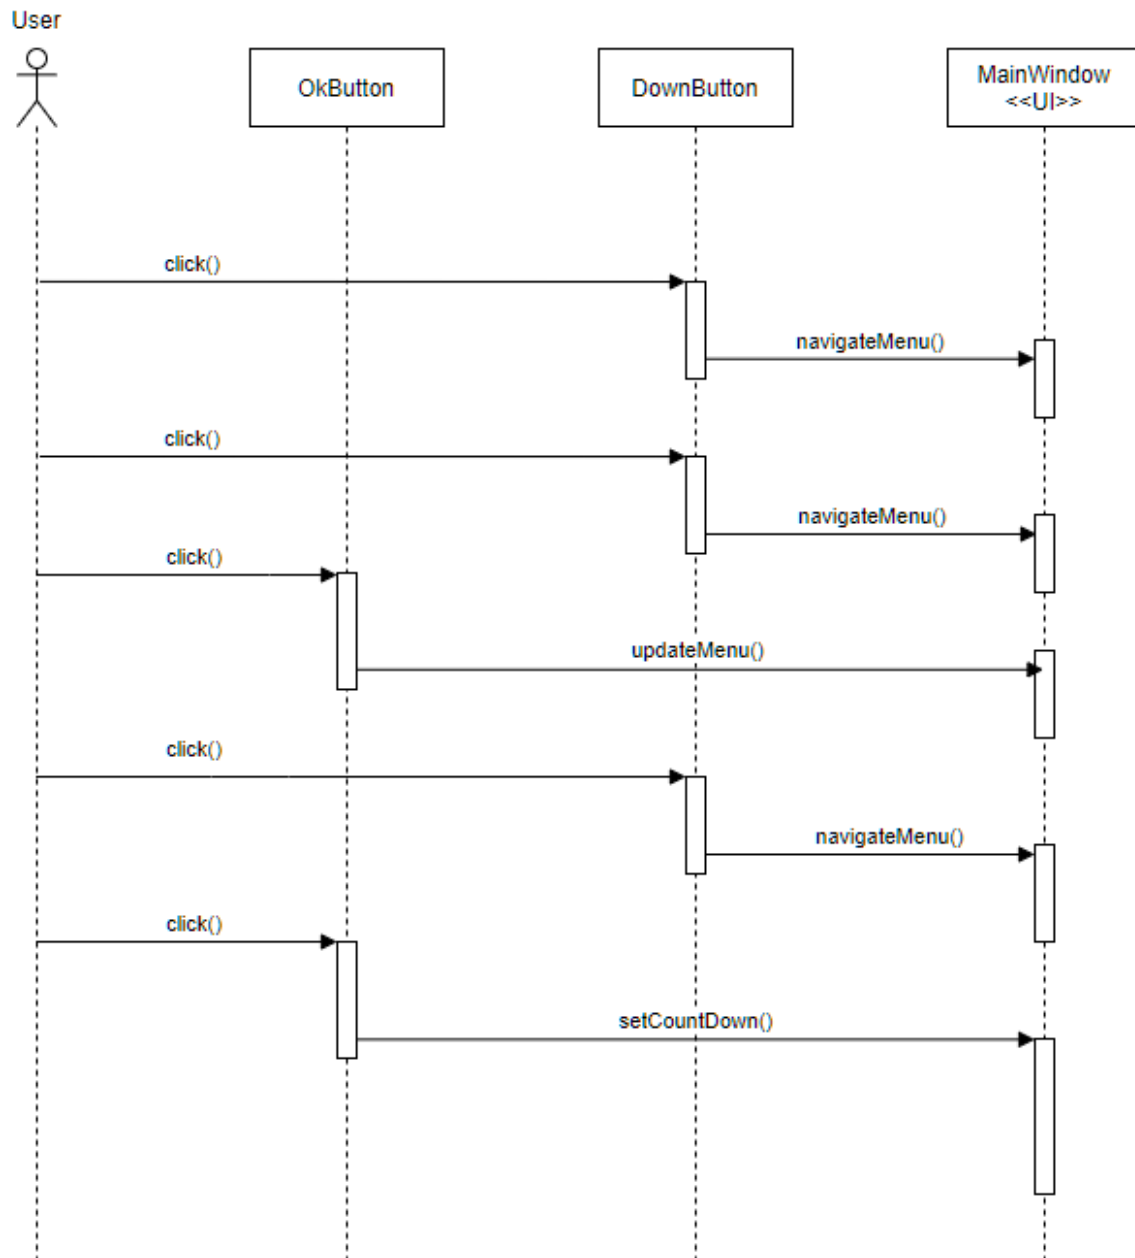 User
OkButton
DownButton
MainWindow
<<UI>>
click()
navigateMenu()
click()
navigateMenu()
click()
updateMenu()
click()
navigateMenu()
click()
setCountDown()